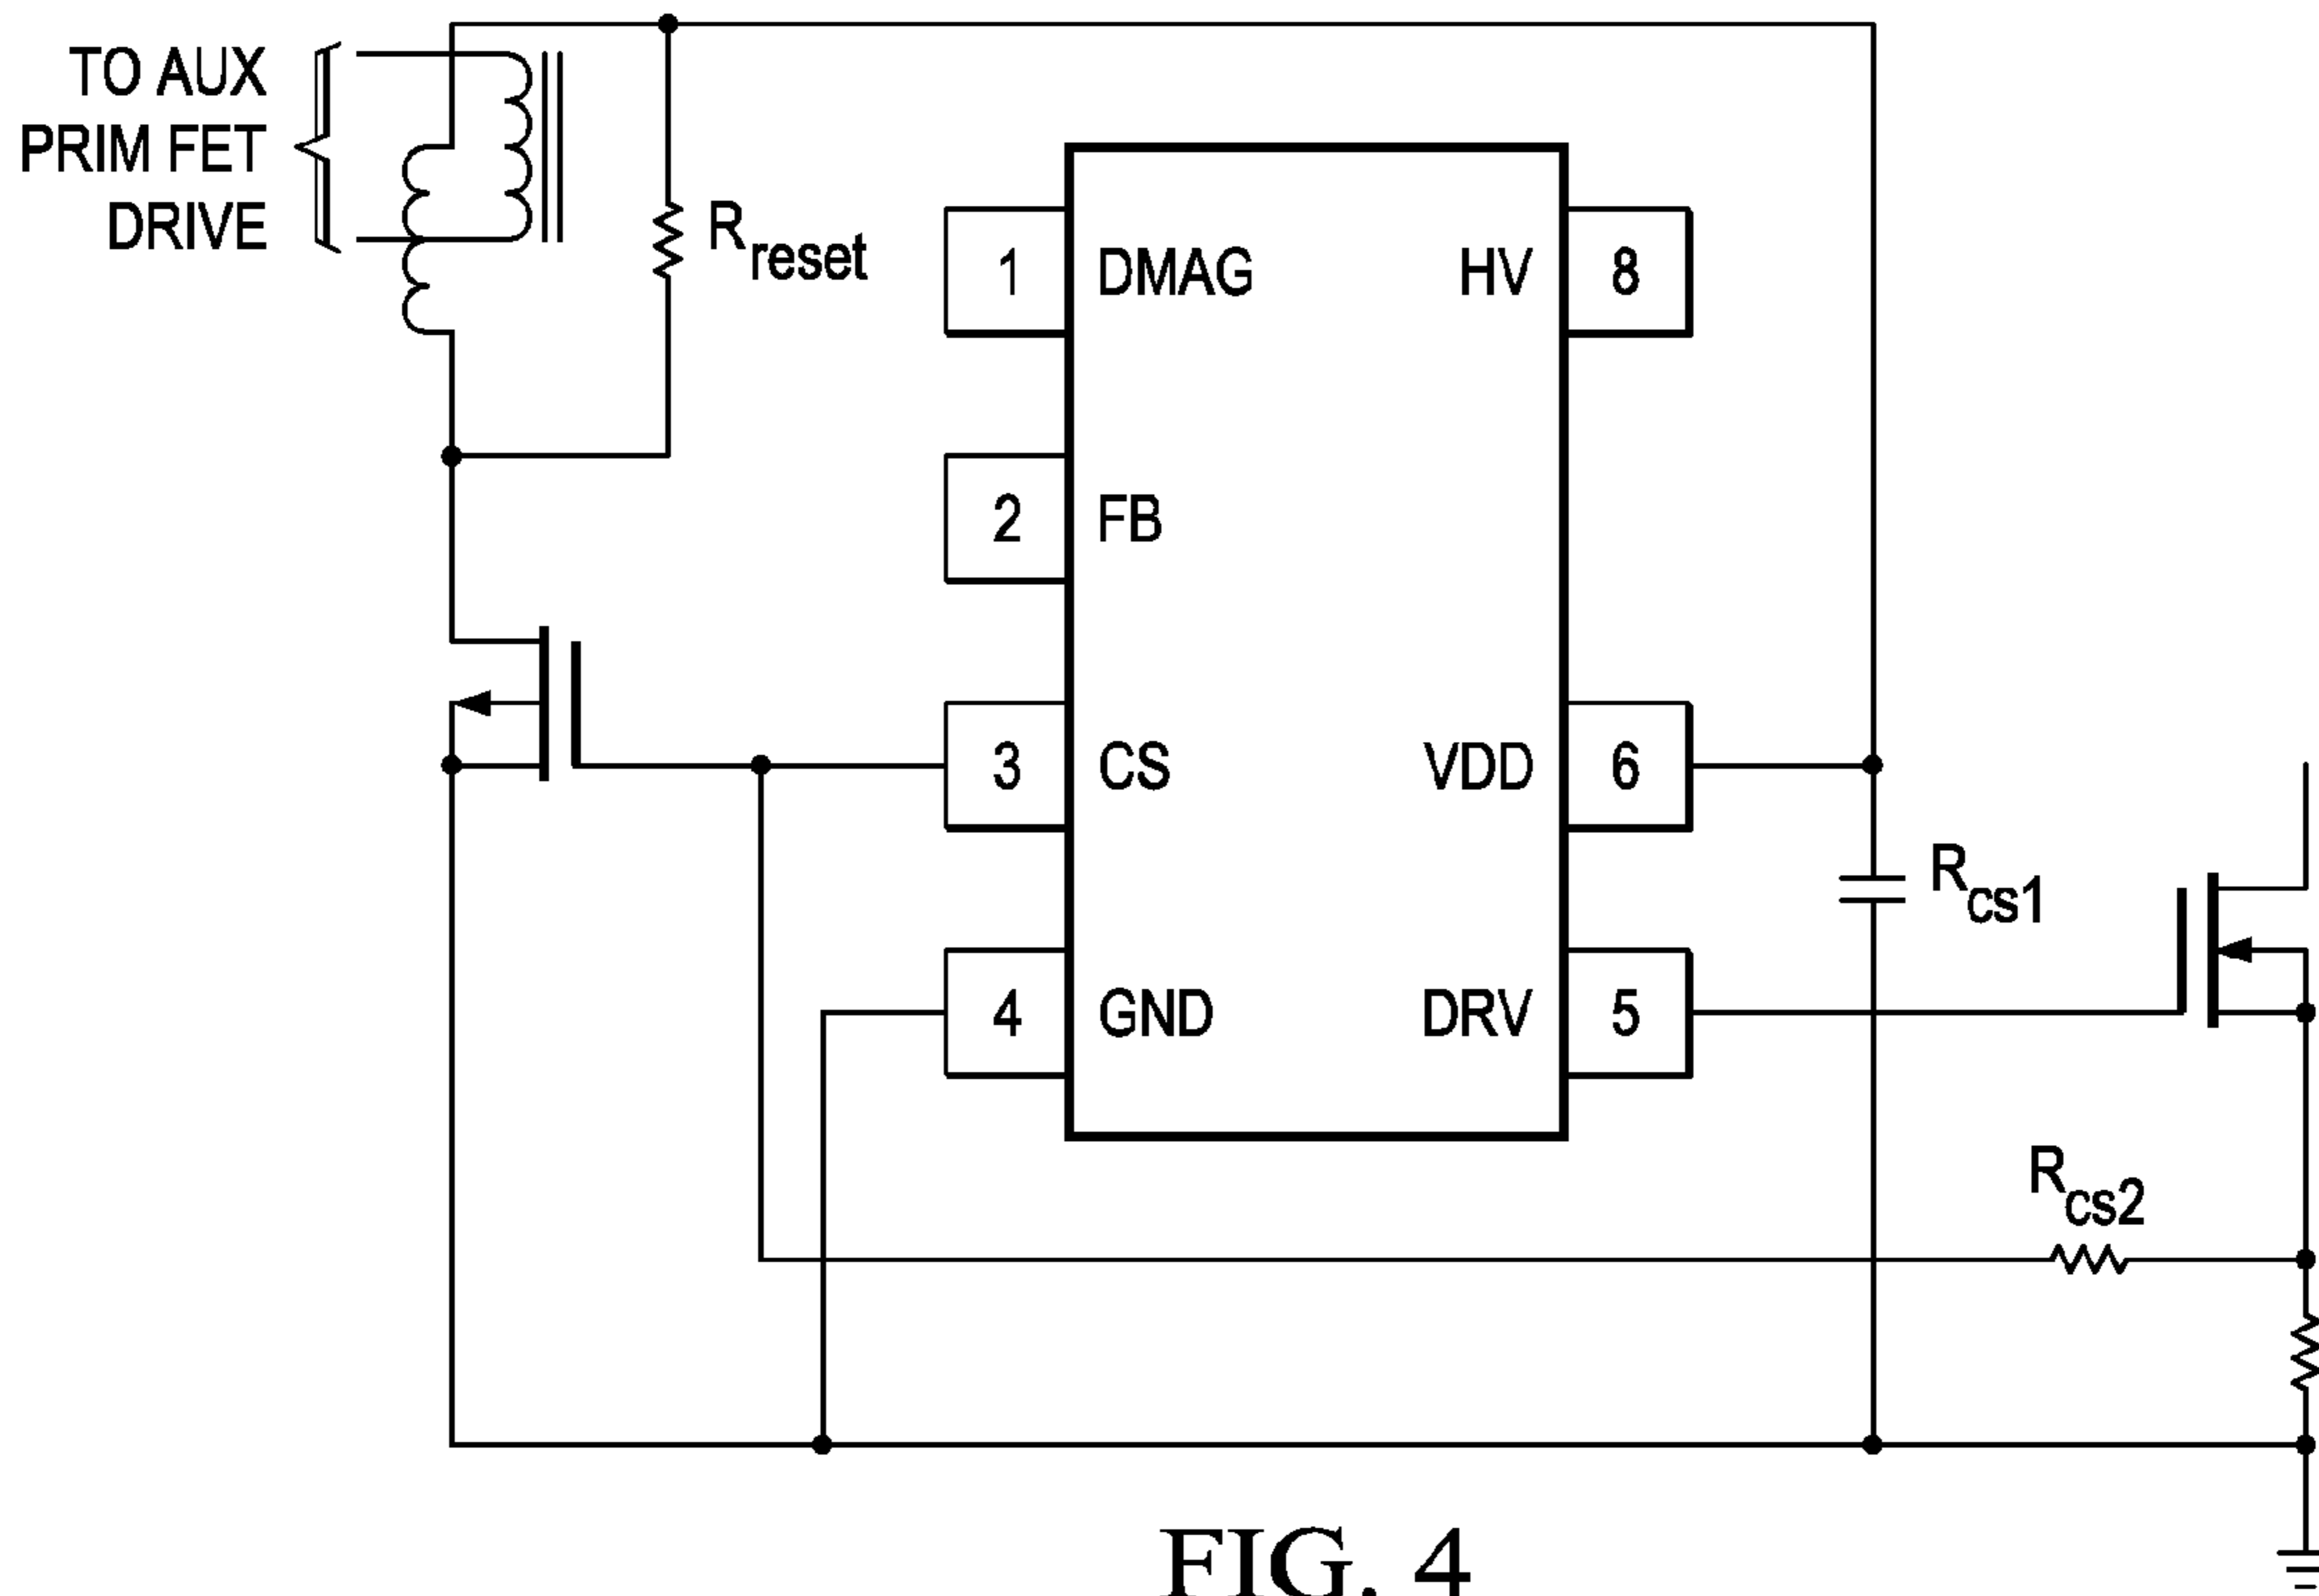 TO AUX
PRIM FET
DRIVE
Rreset
1 DMAG HV 8
2 FB
3 CS VDD 6
Rcs1
4 GND DRV 5
Rcs2
FIG. 4